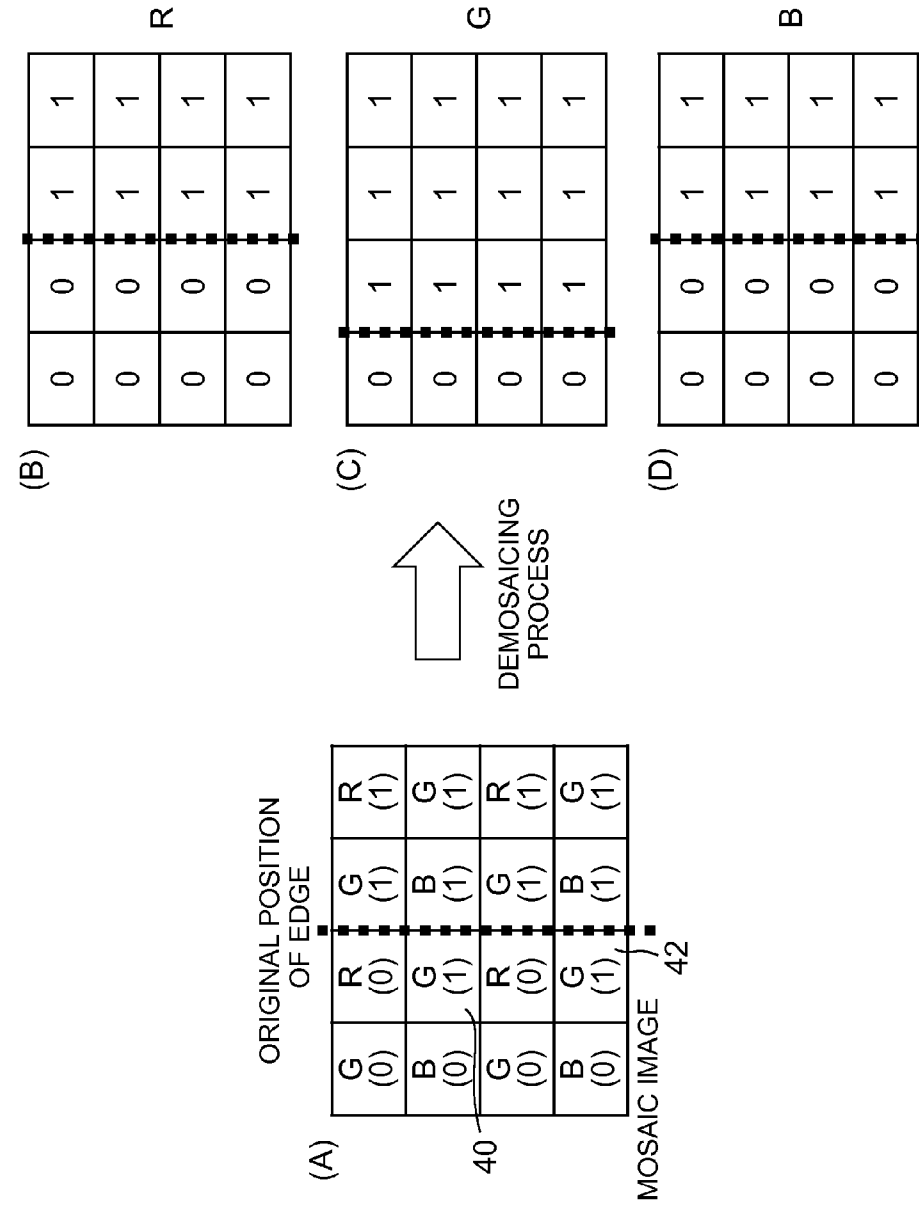 (A)
ORIGINAL POSITION
OF EDGE
G (0) R (0) G (1) R (1)
B (0) G (1) B (1) G (1)
G (0) R (0) G (1) R (1)
B (0) G (1) B (1) G (1)
40
42
MOSAIC IMAGE
DEMOSAICING
PROCESS
(B)
0 0 1 1
0 0 1 1
0 0 1 1
0 0 1 1
R
(C)
0 1 1 1
0 1 1 1
0 1 1 1
0 1 1 1
G
(D)
0 0 1 1
0 0 1 1
0 0 1 1
0 0 1 1
B